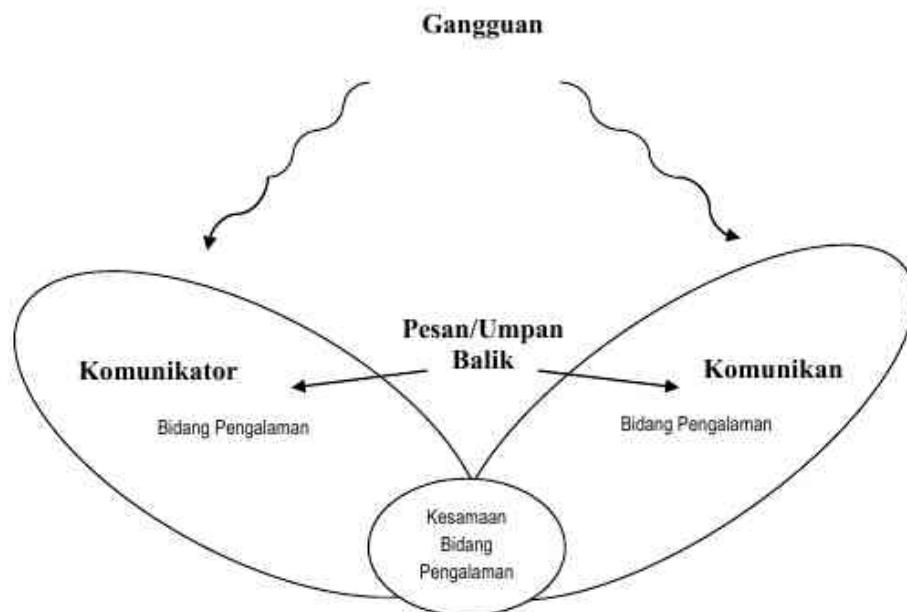 Gangguan
Pesan/Umpan
Balik
Komunikator
Komunikan
Bidang Pengalaman
Bidang Pengalaman
Kesamaan
Bidang
Pengalaman